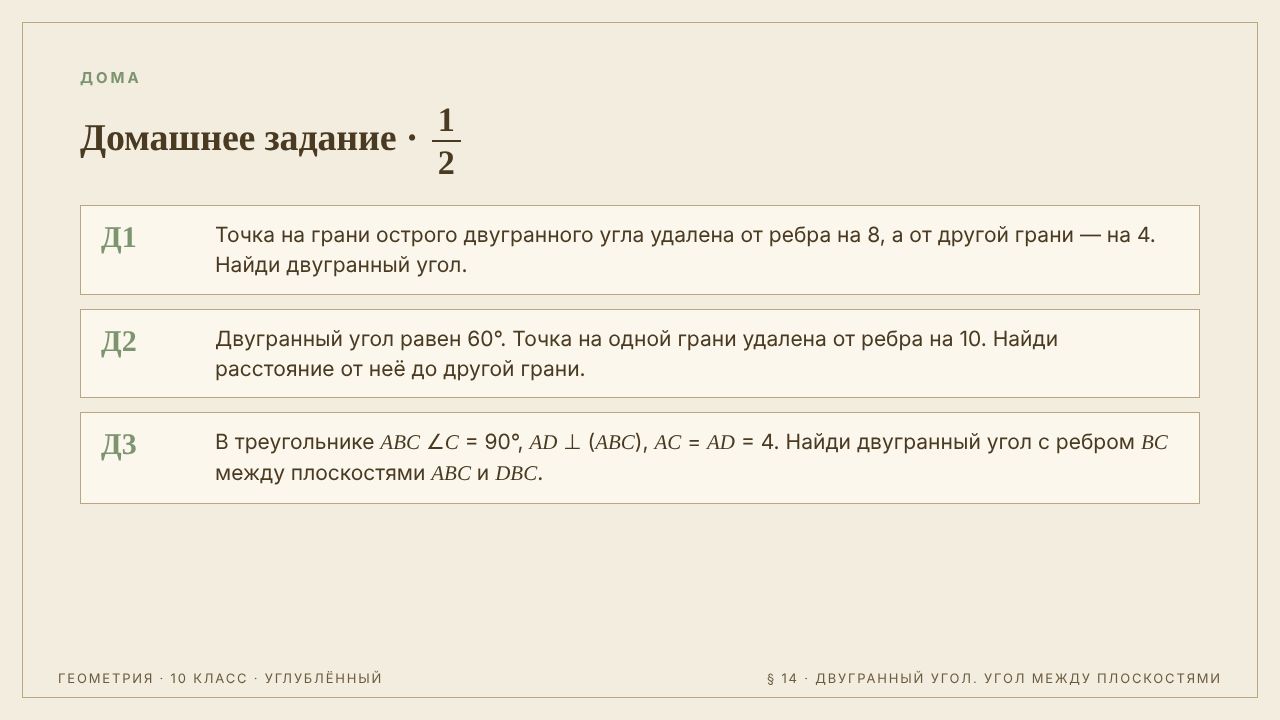 ДОМА
Домашнее задание · 1/2
Д1
Точка на грани острого двугранного угла удалена от ребра на 8, а от другой грани — на 4.
Найди двугранный угол.
Д2
Двугранный угол равен 60°. Точка на одной грани удалена от ребра на 10. Найди
расстояние от неё до другой грани.
Д3
В треугольнике ABC ∠C = 90°, AD ⊥ (ABC), AC = AD = 4. Найди двугранный угол с ребром BC
между плоскостями ABC и DBC.
ГЕОМЕТРИЯ · 10 КЛАСС · УГЛУБЛЁННЫЙ
§ 14 · ДВУГРАННЫЙ УГОЛ. УГОЛ МЕЖДУ ПЛОСКОСТЯМИ